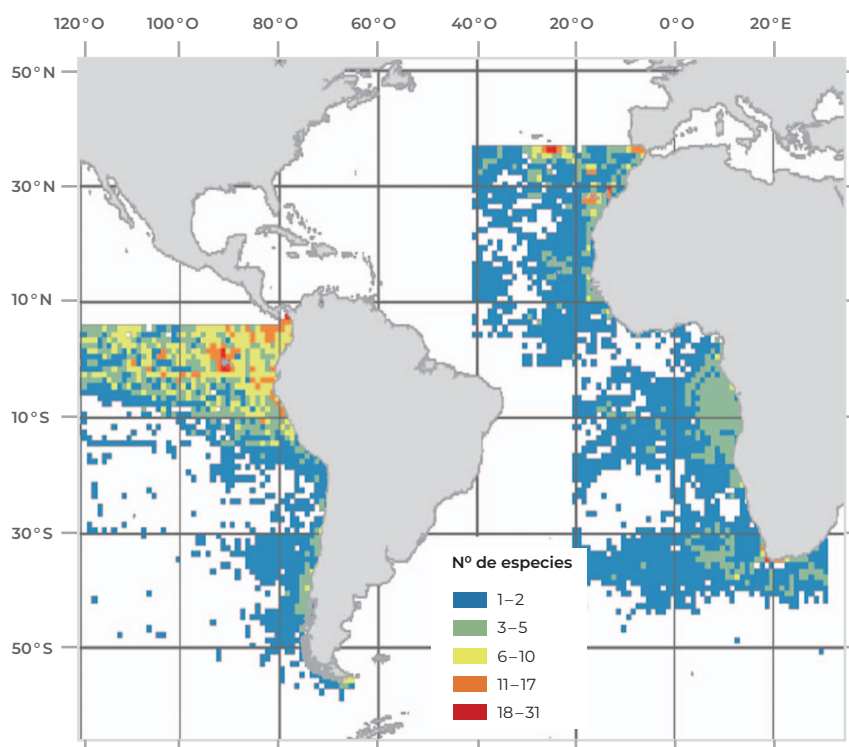 120° O 100° O 80° O 60° O 40° O 20° O 0° O 20° E
50° N
30° N
10° N
10° S
30° S
50° S
Nº de especies
1–2
3–5
6–10
11–17
18–31